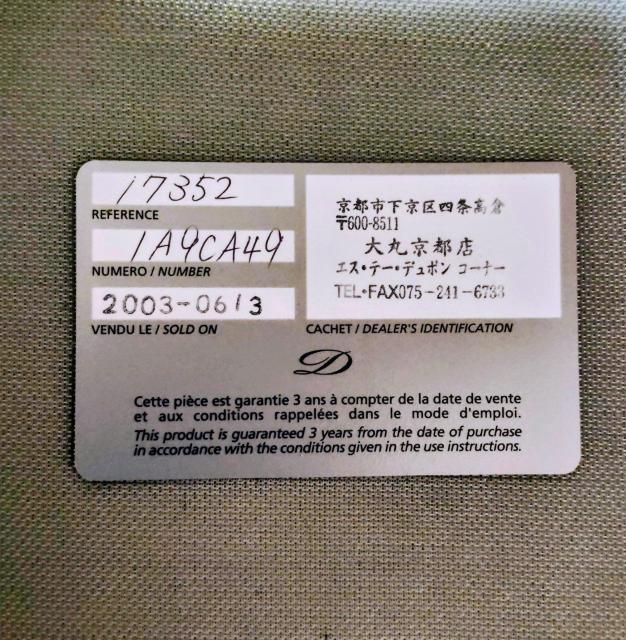 17352
REFERENCE
1A9CA49
NUMERO / NUMBER
2003-0613
VENDU LE / SOLD ON
京都市下京区四条高倉
〒600-8511
大丸京都店
エス・テー・デュポン コーナー
TEL・FAX075-241-6733
CACHET / DEALER'S IDENTIFICATION
D
Cette pièce est garantie 3 ans à compter de la date de vente
et aux conditions rappelées dans le mode d'emploi.
This product is guaranteed 3 years from the date of purchase
in accordance with the conditions given in the use instructions.